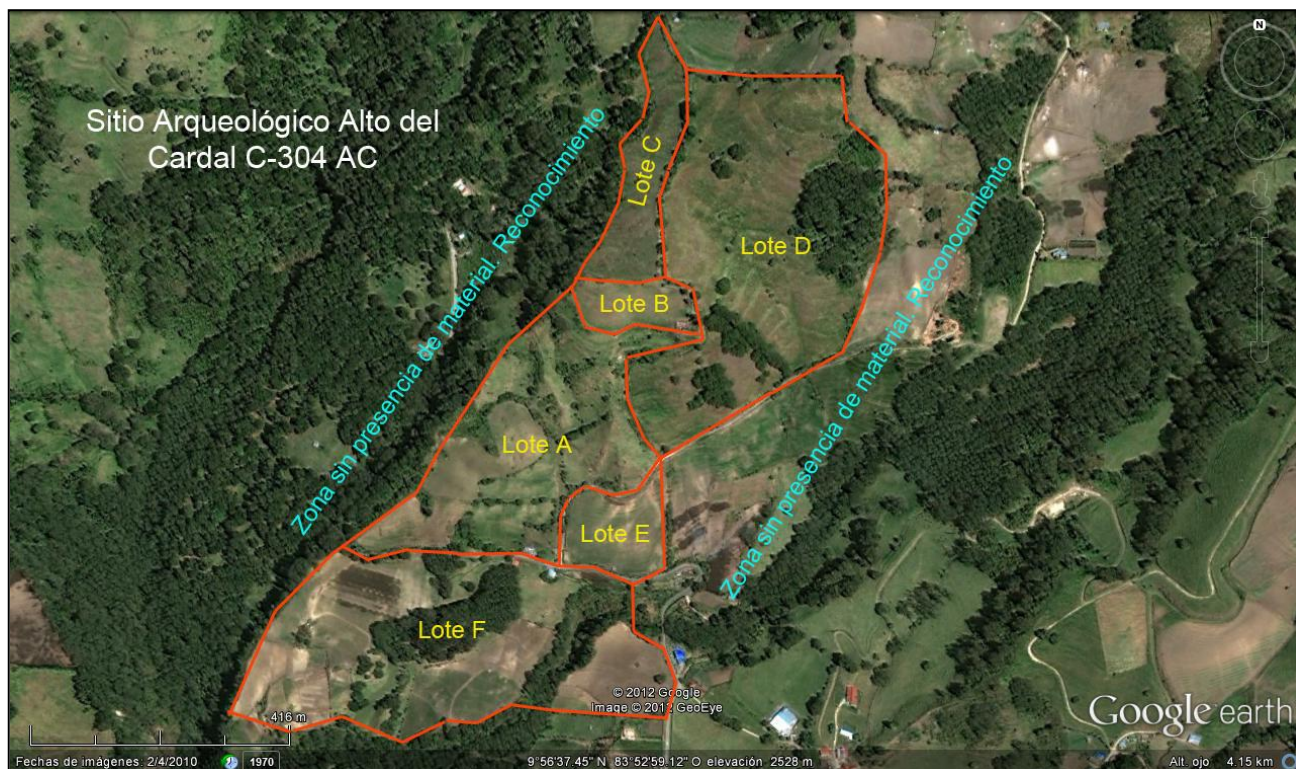 N
Sitio Arqueológico Alto del
Cardal C-304 AC
Zona sin presencia de material. Reconocimiento
Lote C
Zona sin presencia de material. Reconocimiento
Lote D
Lote B
Lote A
Lote E
Lote F
© 2012 Google
Image © 2012 GeoEye
Google earth
416 m
Fechas de imágenes: 2/4/2010
1970
9°56'37.45" N 83°52'59.12" O elevación 2528 m
Alt. ojo 4.15 km